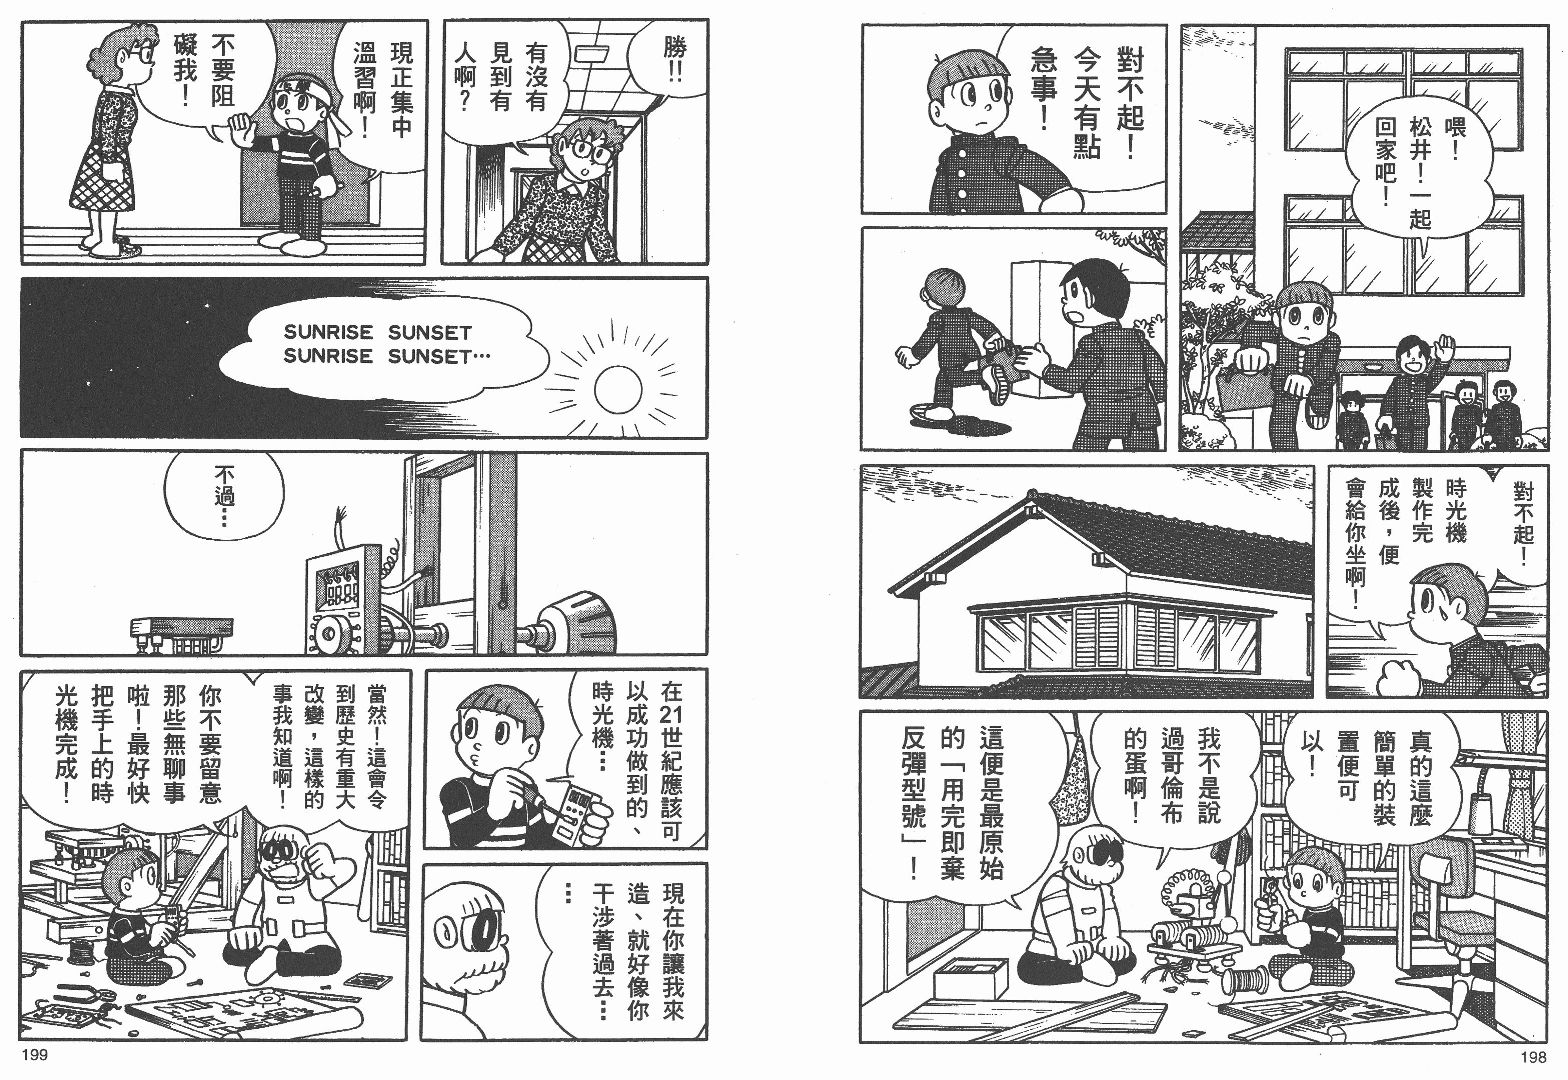 喂!
松井!一起
回家吧!
對不起!
今天有點
急事!
對不起!
時光機
製作完
成後,便
會給你坐啊!
真的這麼
簡單的裝
置便可
以!
我不是說
過哥倫布
的蛋啊!
這便是最原始
的「用完即棄
反彈型號」!
198
勝!!
有沒有
見到有
人啊?
現正集中
溫習啊!
不要阻
礙我!
SUNRISE SUNSET
SUNRISE SUNSET…
不過…
在21世紀應該可
以成功做到的、
時光機…
現在你讓我來
造、就好像你
干涉著過去…
…
當然!這會令
到歷史有重大
改變,這樣的
事我知道啊!
你不要留意
那些無聊事
啦!最好快
把手上的時
光機完成!
199